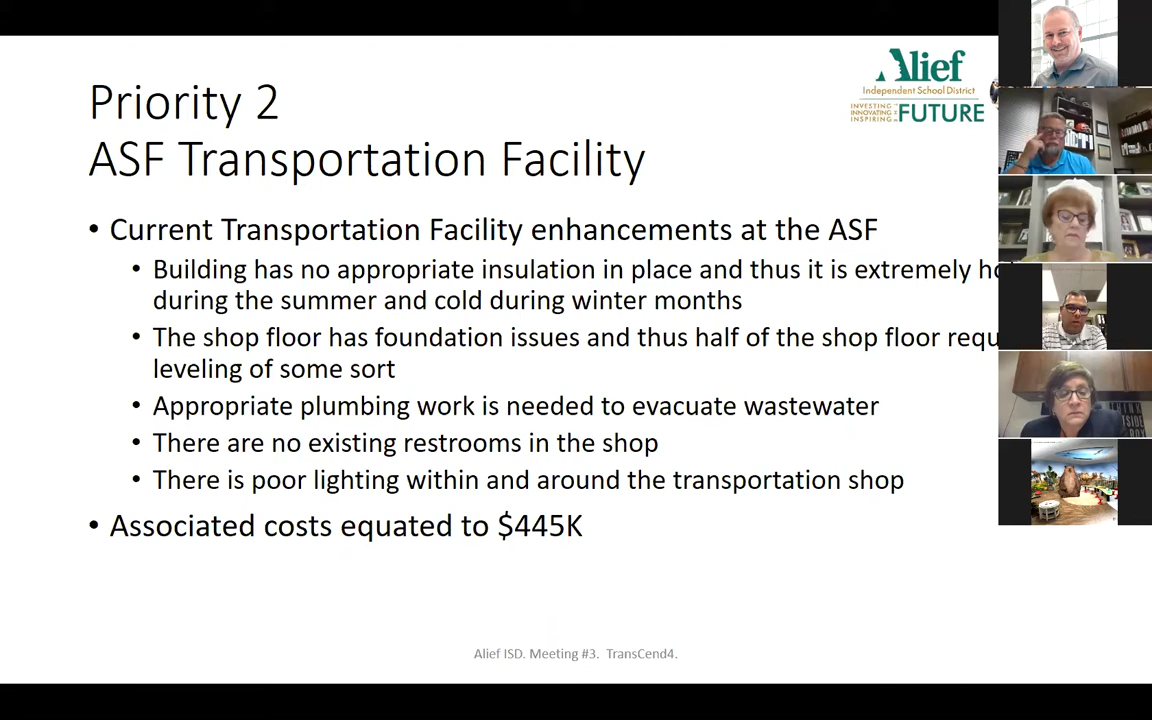 Priority 2
ASF Transportation Facility
Alief
Independent School District
INVESTING
INNOVATING
INSPIRING
IN
OUR
FUTURE
• Current Transportation Facility enhancements at the ASF
• Building has no appropriate insulation in place and thus it is extremely
during the summer and cold during winter months
• The shop floor has foundation issues and thus half of the shop floor
leveling of some sort
• Appropriate plumbing work is needed to evacuate wastewater
• There are no existing restrooms in the shop
• There is poor lighting within and around the transportation shop
• Associated costs equated to $445K
Alief ISD. Meeting #3. TransCend4.
THINK
BOX